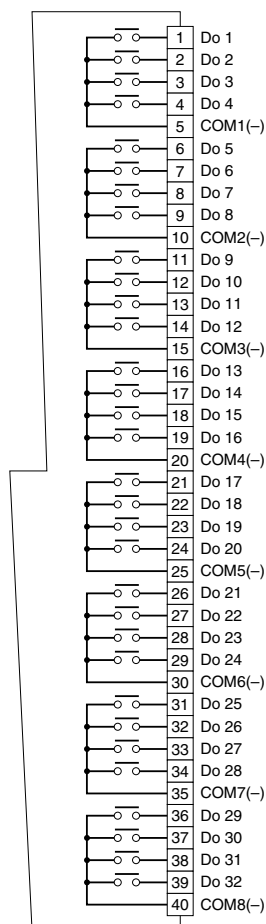 1 Do 1
2 Do 2
3 Do 3
4 Do 4
5 COM1(–)
6 Do 5
7 Do 6
8 Do 7
9 Do 8
10 COM2(–)
11 Do 9
12 Do 10
13 Do 11
14 Do 12
15 COM3(–)
16 Do 13
17 Do 14
18 Do 15
19 Do 16
20 COM4(–)
21 Do 17
22 Do 18
23 Do 19
24 Do 20
25 COM5(–)
26 Do 21
27 Do 22
28 Do 23
29 Do 24
30 COM6(–)
31 Do 25
32 Do 26
33 Do 27
34 Do 28
35 COM7(–)
36 Do 29
37 Do 30
38 Do 31
39 Do 32
40 COM8(–)